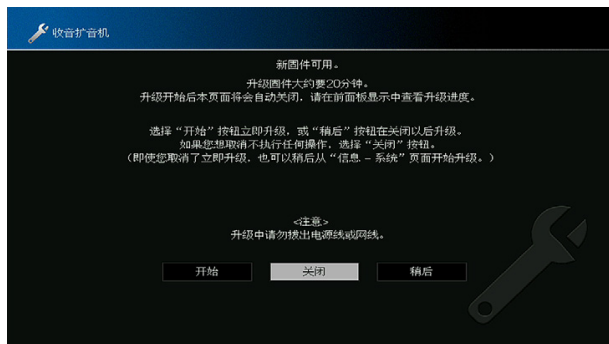 收音扩音机
新固件可用。
升级固件大约要20分钟。
升级开始后本页面将会自动关闭，请在前面板显示中查看升级进度。
选择“开始”按钮立即升级，或“稍后”按钮在关闭以后升级。
如果您想取消不执行任何操作，选择“关闭”按钮。
（即使您取消了立即升级，也可以稍后从“信息 – 系统”页面开始升级。）
<注意>
升级中请勿拔出电源线或网线。
开始
关闭
稍后